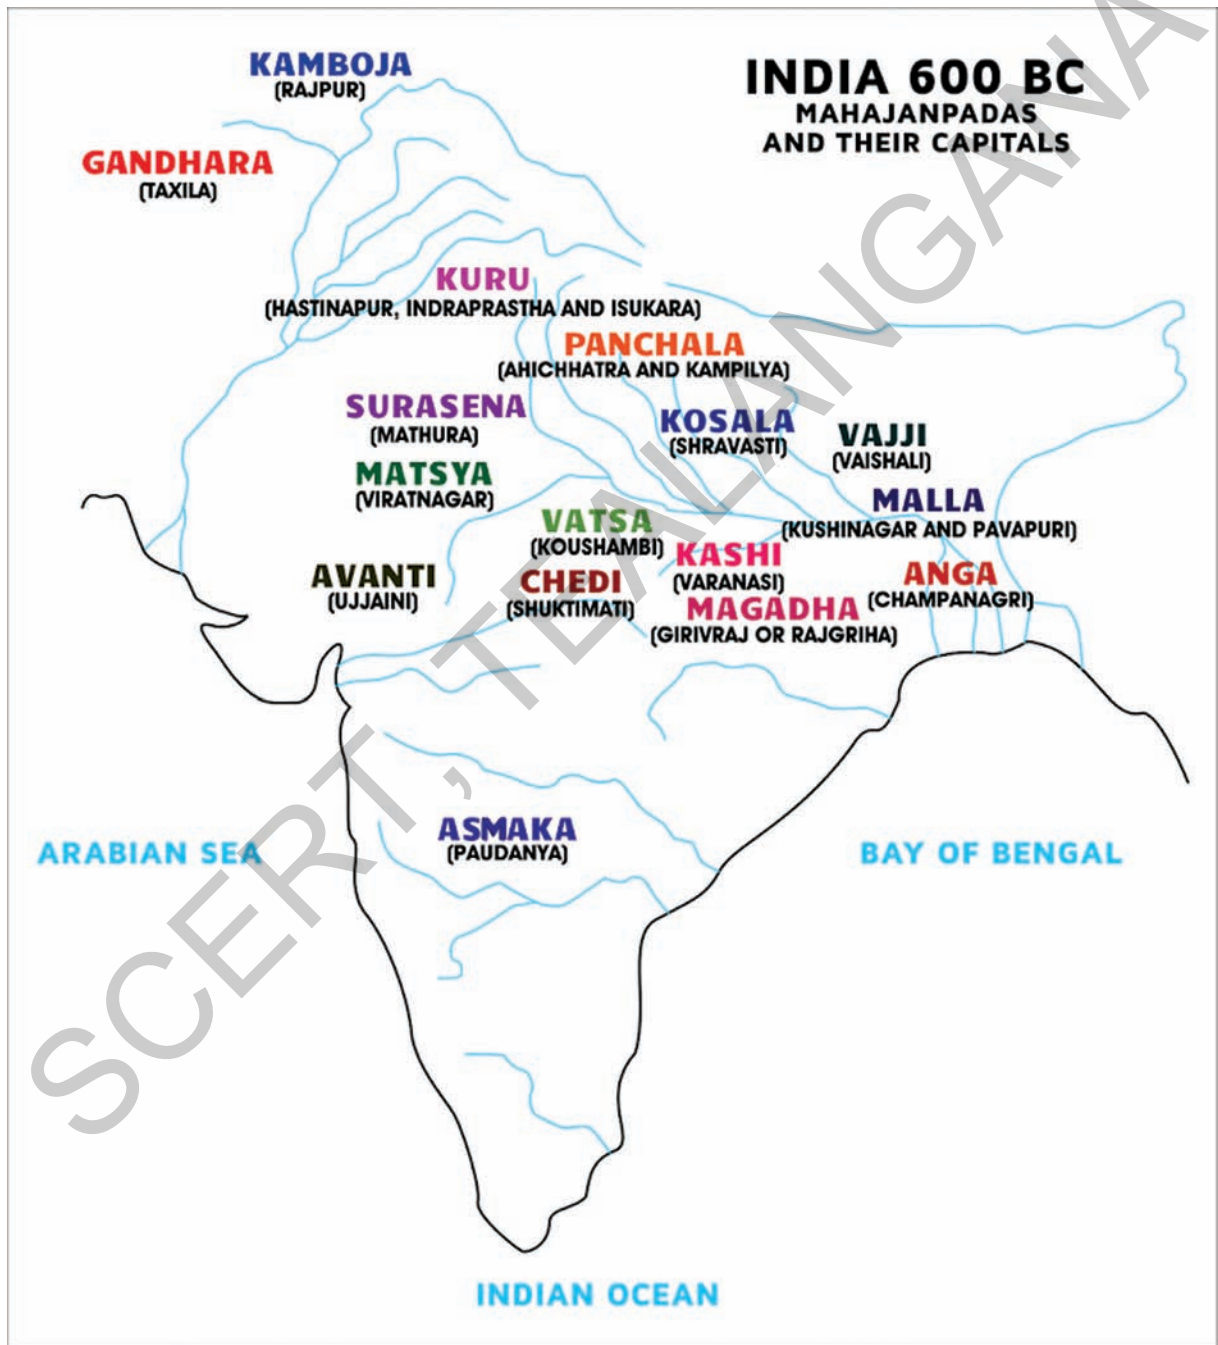 INDIA 600 BC
MAHAJANPADAS
AND THEIR CAPITALS
KAMBOJA
(RAJPUR)
GANDHARA
(TAXILA)
KURU
(HASTINAPUR, INDRAPRASTHA AND ISUKARA)
PANCHALA
(AHICHHATRA AND KAMPILYA)
SURASENA
(MATHURA)
KOSALA
(SHRAVASTI)
VAJJI
(VAISHALI)
MATSYA
(VIRATNAGAR)
MALLA
(KUSHINAGAR AND PAVAPURI)
VATSA
(KOUSHAMBI)
KASHI
(VARANASI)
AVANTI
(UJJAINI)
CHEDI
(SHUKTIMATI)
ANGA
(CHAMPANAGRI)
MAGADHA
(GIRIVRAJ OR RAJGRIHA)
ASMAKA
(PAUDANYA)
ARABIAN SEA
BAY OF BENGAL
INDIAN OCEAN
SCERT, TEALANGANA